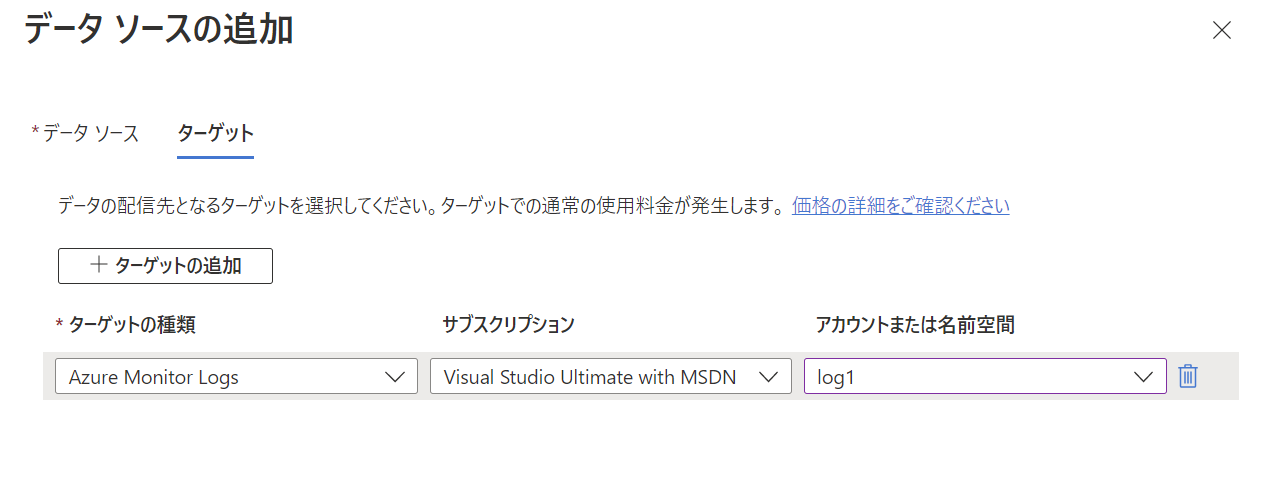 データ ソースの追加
* データ ソース ターゲット
データの配信先となるターゲットを選択してください。ターゲットでの通常の使用料金が発生します。 価格の詳細をご確認ください
+ ターゲットの追加
* ターゲットの種類 サブスクリプション アカウントまたは名前空間
Azure Monitor Logs Visual Studio Ultimate with MSDN log1